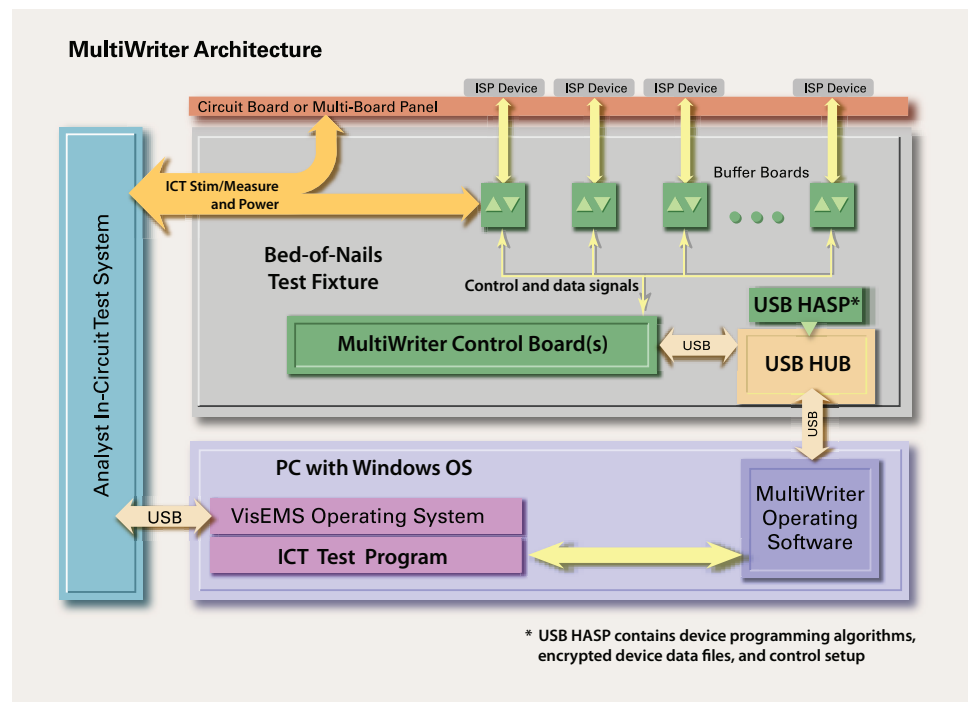 MultiWriter Architecture
ISP Device
ISP Device
ISP Device
ISP Device
Circuit Board or Multi-Board Panel
ICT Stim/Measure
and Power
Buffer Boards
Bed-of-Nails
Test Fixture
Control and data signals
USB HASP*
MultiWriter Control Board(s)
USB
USB HUB
USB
Analyst In-Circuit Test System
PC with Windows OS
USB
VisEMS Operating System
ICT Test Program
MultiWriter
Operating
Software
* USB HASP contains device programming algorithms,
encrypted device data files, and control setup